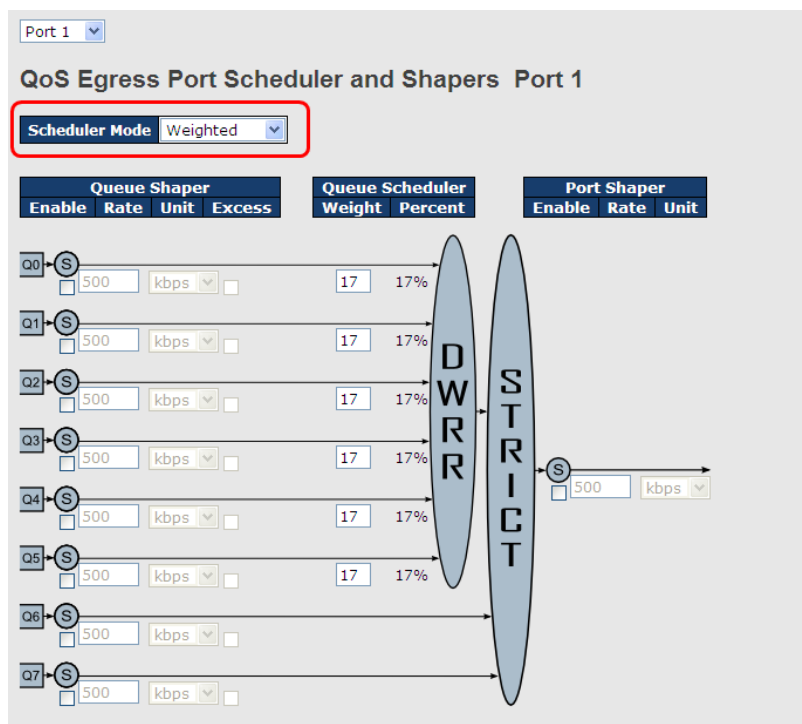 Port 1
QoS Egress Port Scheduler and Shapers Port 1
Scheduler Mode Weighted
Queue Shaper Queue Scheduler Port Shaper
Enable Rate Unit Excess Weight Percent Enable Rate Unit
Q0 S
500 kbps 17 17%
Q1 S
500 kbps 17 17%
Q2 S
500 kbps 17 17%
Q3 S
500 kbps 17 17%
Q4 S
500 kbps 17 17%
Q5 S
500 kbps 17 17%
Q6 S
500 kbps
Q7 S
500 kbps
DWRR
STRICT
S
500 kbps